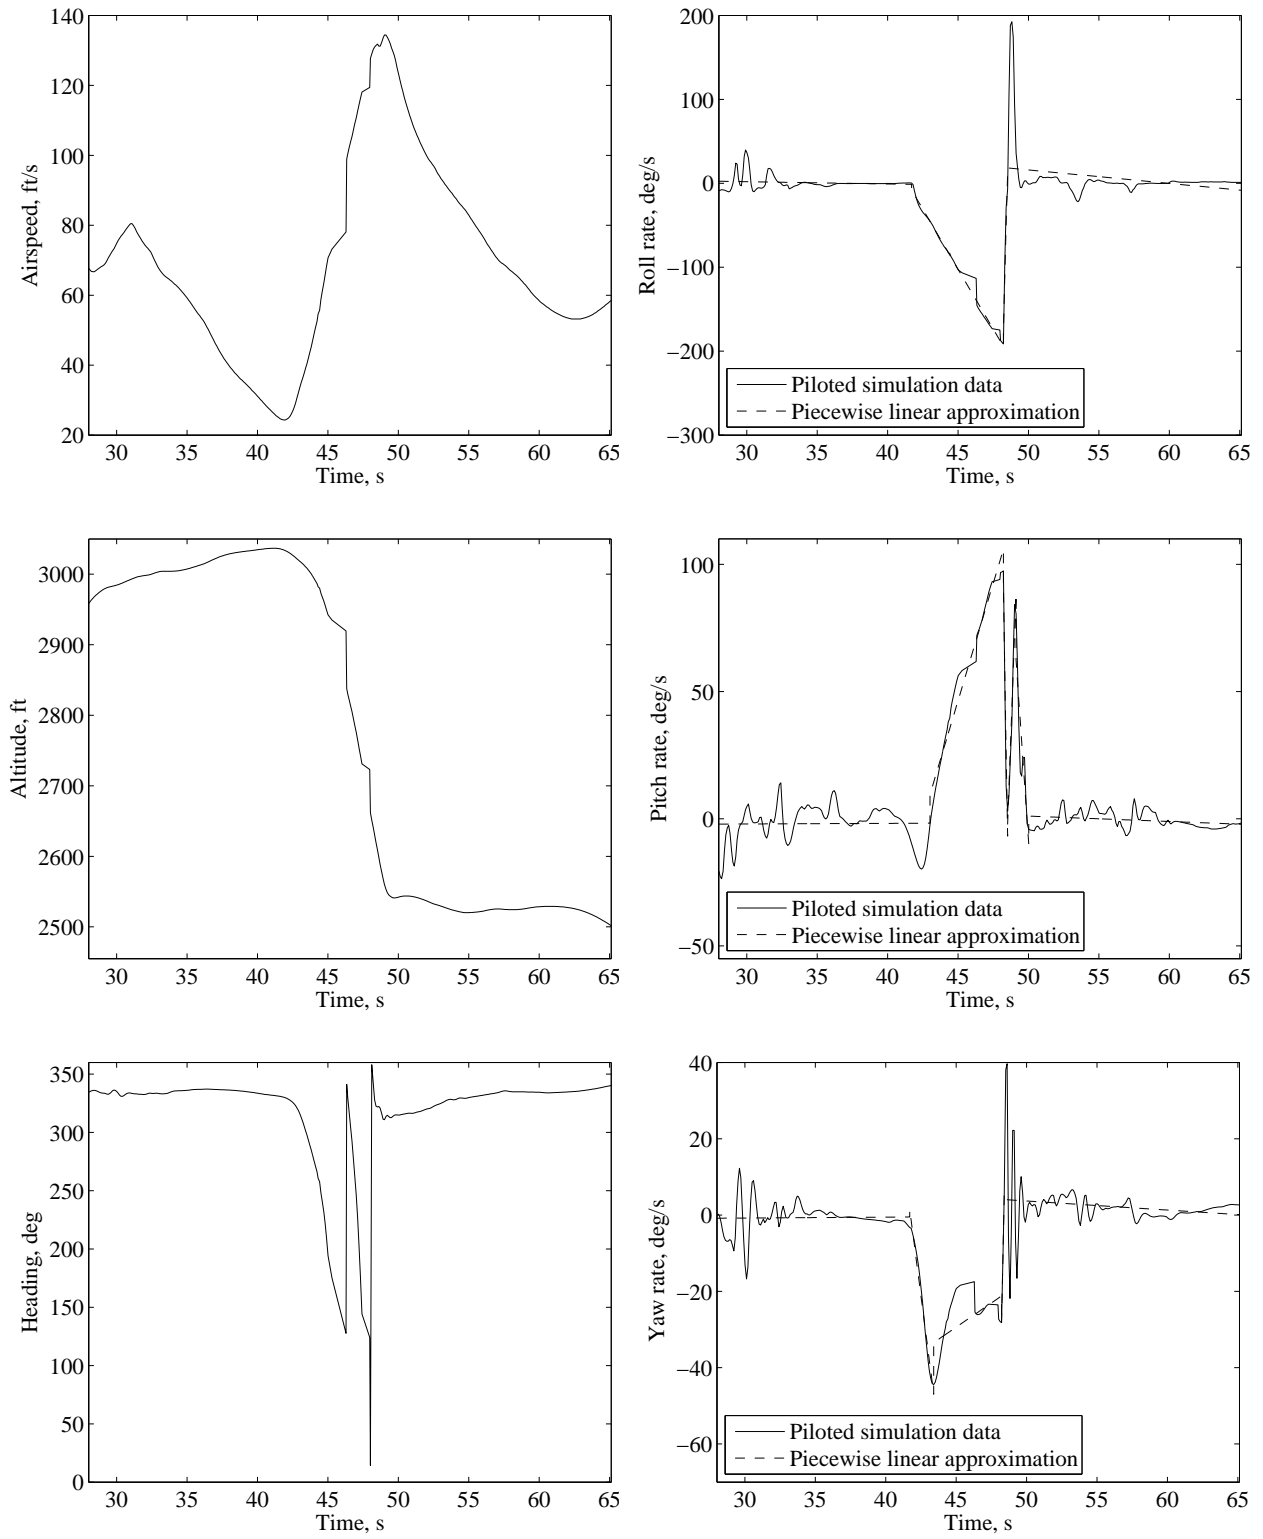 140
120
100
80
60
40
20
Airspeed, ft/s
30 35 40 45 50 55 60 65
Time, s
200
100
0
−100
−200
−300
Roll rate, deg/s
Piloted simulation data
Piecewise linear approximation
30 35 40 45 50 55 60 65
Time, s
3000
2900
2800
2700
2600
2500
Altitude, ft
30 35 40 45 50 55 60 65
Time, s
100
50
0
−50
Pitch rate, deg/s
Piloted simulation data
Piecewise linear approximation
30 35 40 45 50 55 60 65
Time, s
350
300
250
200
150
100
50
0
Heading, deg
30 35 40 45 50 55 60 65
Time, s
40
20
0
−20
−40
−60
Yaw rate, deg/s
Piloted simulation data
Piecewise linear approximation
30 35 40 45 50 55 60 65
Time, s